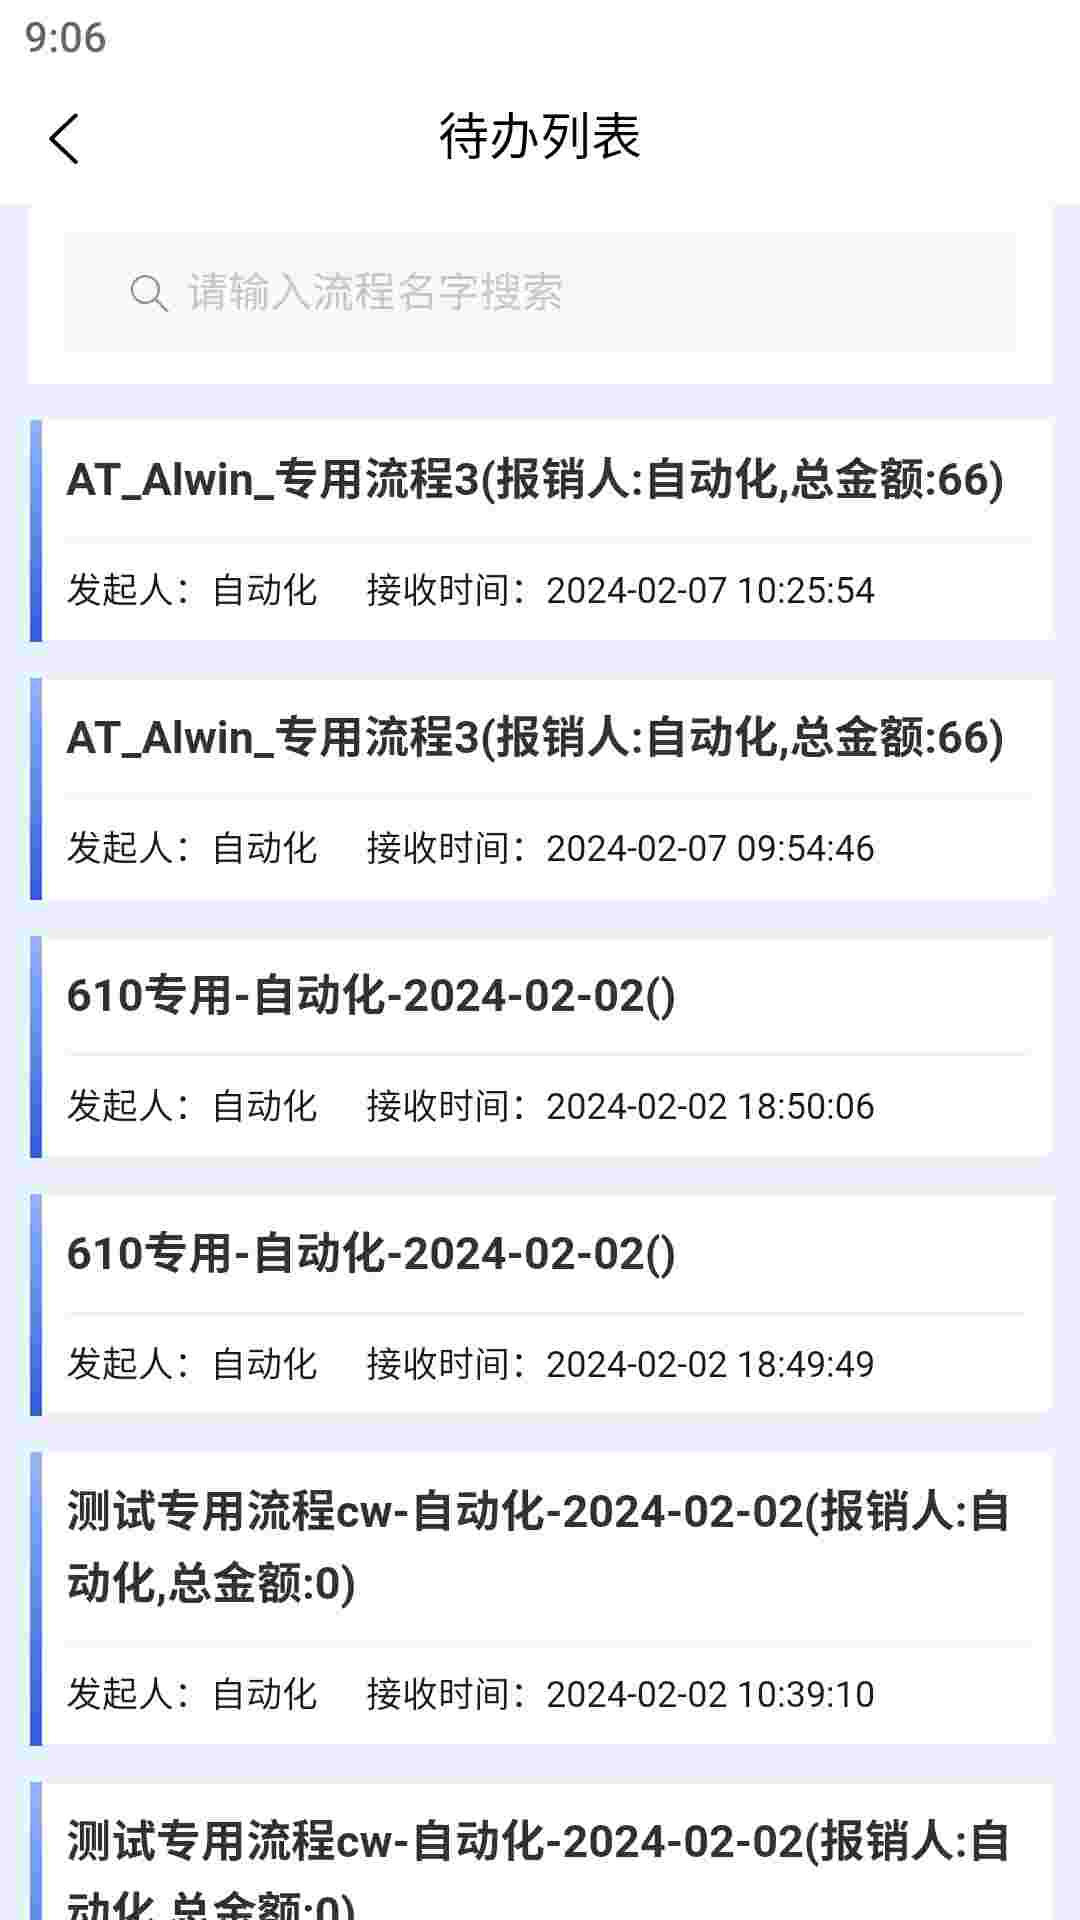 9:06
待办列表
请输入流程名字搜索
AT_Alwin_专用流程3(报销人:自动化,总金额:66)
发起人：自动化 接收时间：2024-02-07 10:25:54
AT_Alwin_专用流程3(报销人:自动化,总金额:66)
发起人：自动化 接收时间：2024-02-07 09:54:46
610专用-自动化-2024-02-02()
发起人：自动化 接收时间：2024-02-02 18:50:06
610专用-自动化-2024-02-02()
发起人：自动化 接收时间：2024-02-02 18:49:49
测试专用流程cw-自动化-2024-02-02(报销人:自
动化,总金额:0)
发起人：自动化 接收时间：2024-02-02 10:39:10
测试专用流程cw-自动化-2024-02-02(报销人:自
动化,总金额:0)